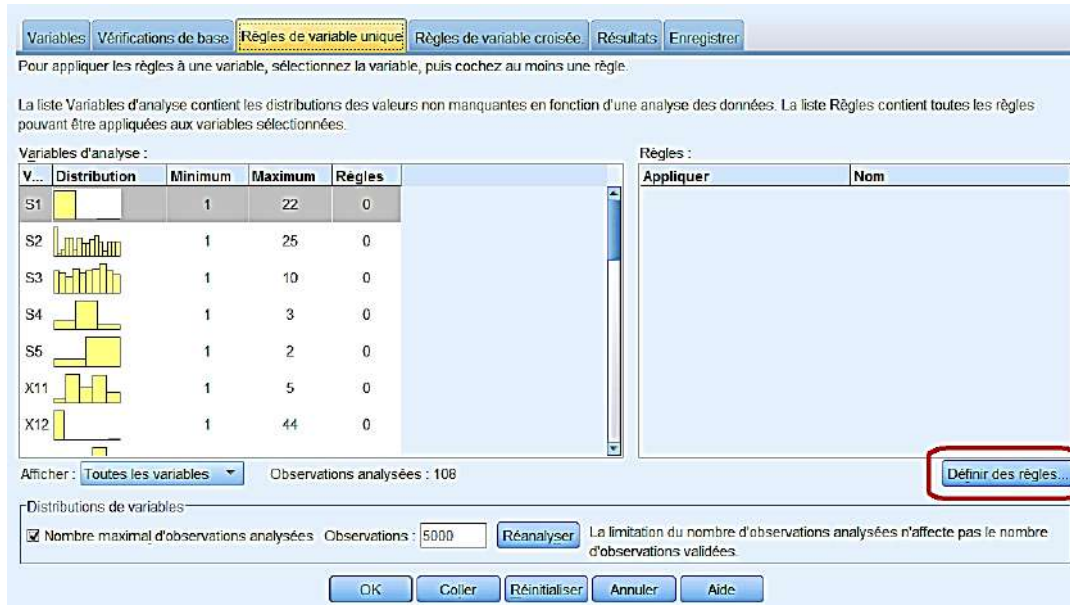 Variables Vérifications de base Règles de variable unique Règles de variable croisée. Résultats Enregistrer
Pour appliquer les règles à une variable, sélectionnez la variable, puis cochez au moins une règle.
La liste Variables d'analyse contient les distributions des valeurs non manquantes en fonction d'une analyse des données. La liste Règles contient toutes les règles
pouvant être appliquées aux variables sélectionnées.
Variables d'analyse :
V... Distribution Minimum Maximum Règles
S1 1 22 0
S2 1 25 0
S3 1 10 0
S4 1 3 0
S5 1 2 0
X11 1 5 0
X12 1 44 0
Règles :
Appliquer Nom
Afficher : Toutes les variables Observations analysées : 108
Définir des règles...
Distributions de variables
Nombre maximal d'observations analysées Observations : 5000 Réanalyser La limitation du nombre d'observations analysées n'affecte pas le nombre
d'observations validées.
OK Coller Réinitialiser Annuler Aide